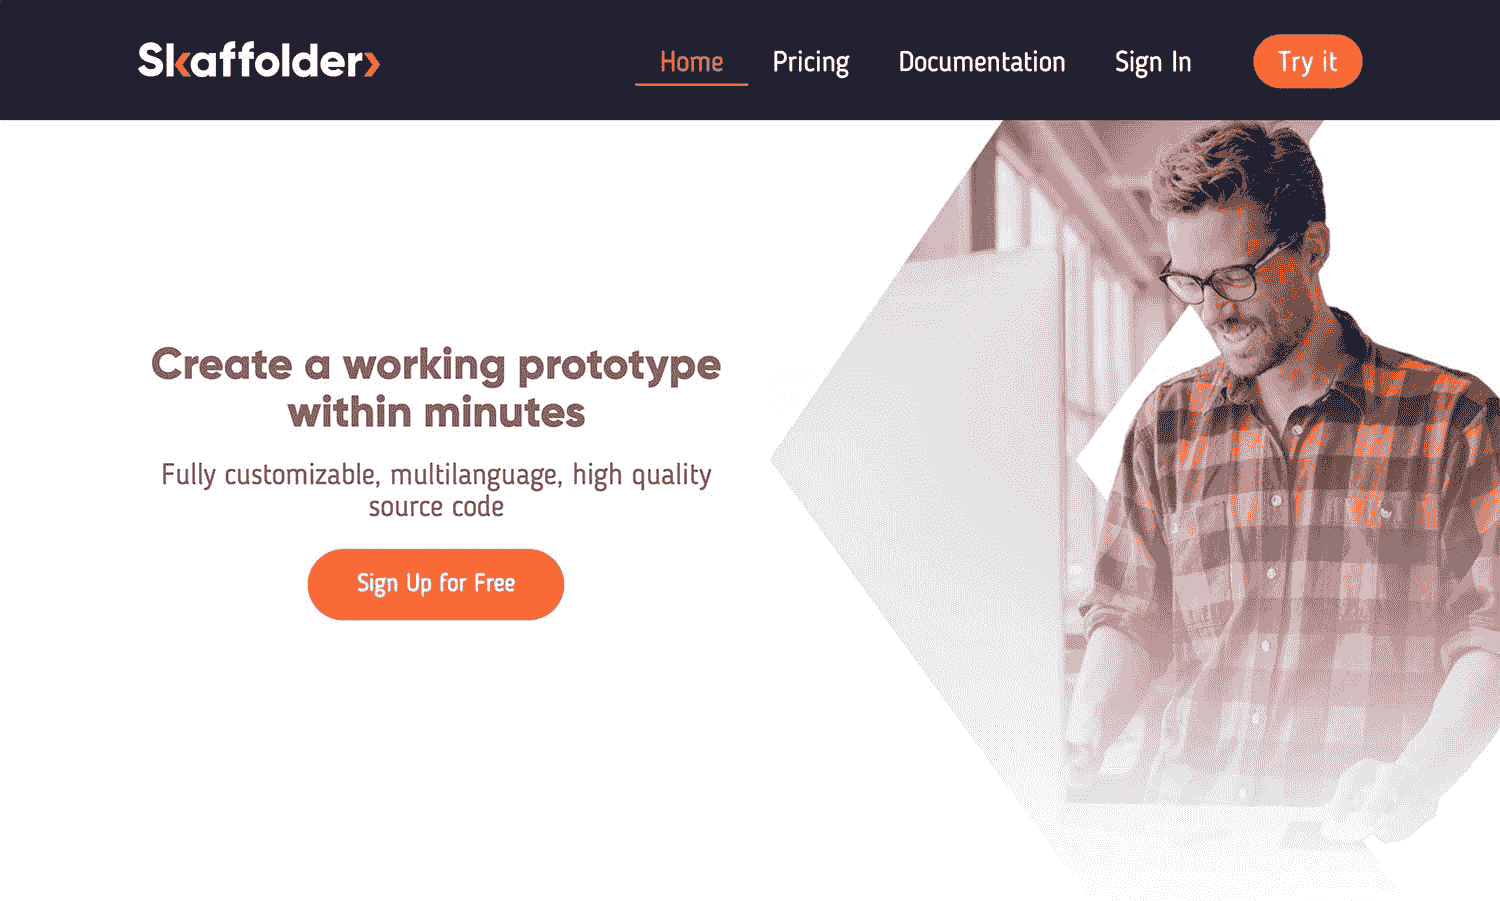 Skaffolder
Home Pricing Documentation Sign In Try it
Create a working prototype
within minutes
Fully customizable, multilanguage, high quality
source code
Sign Up for Free